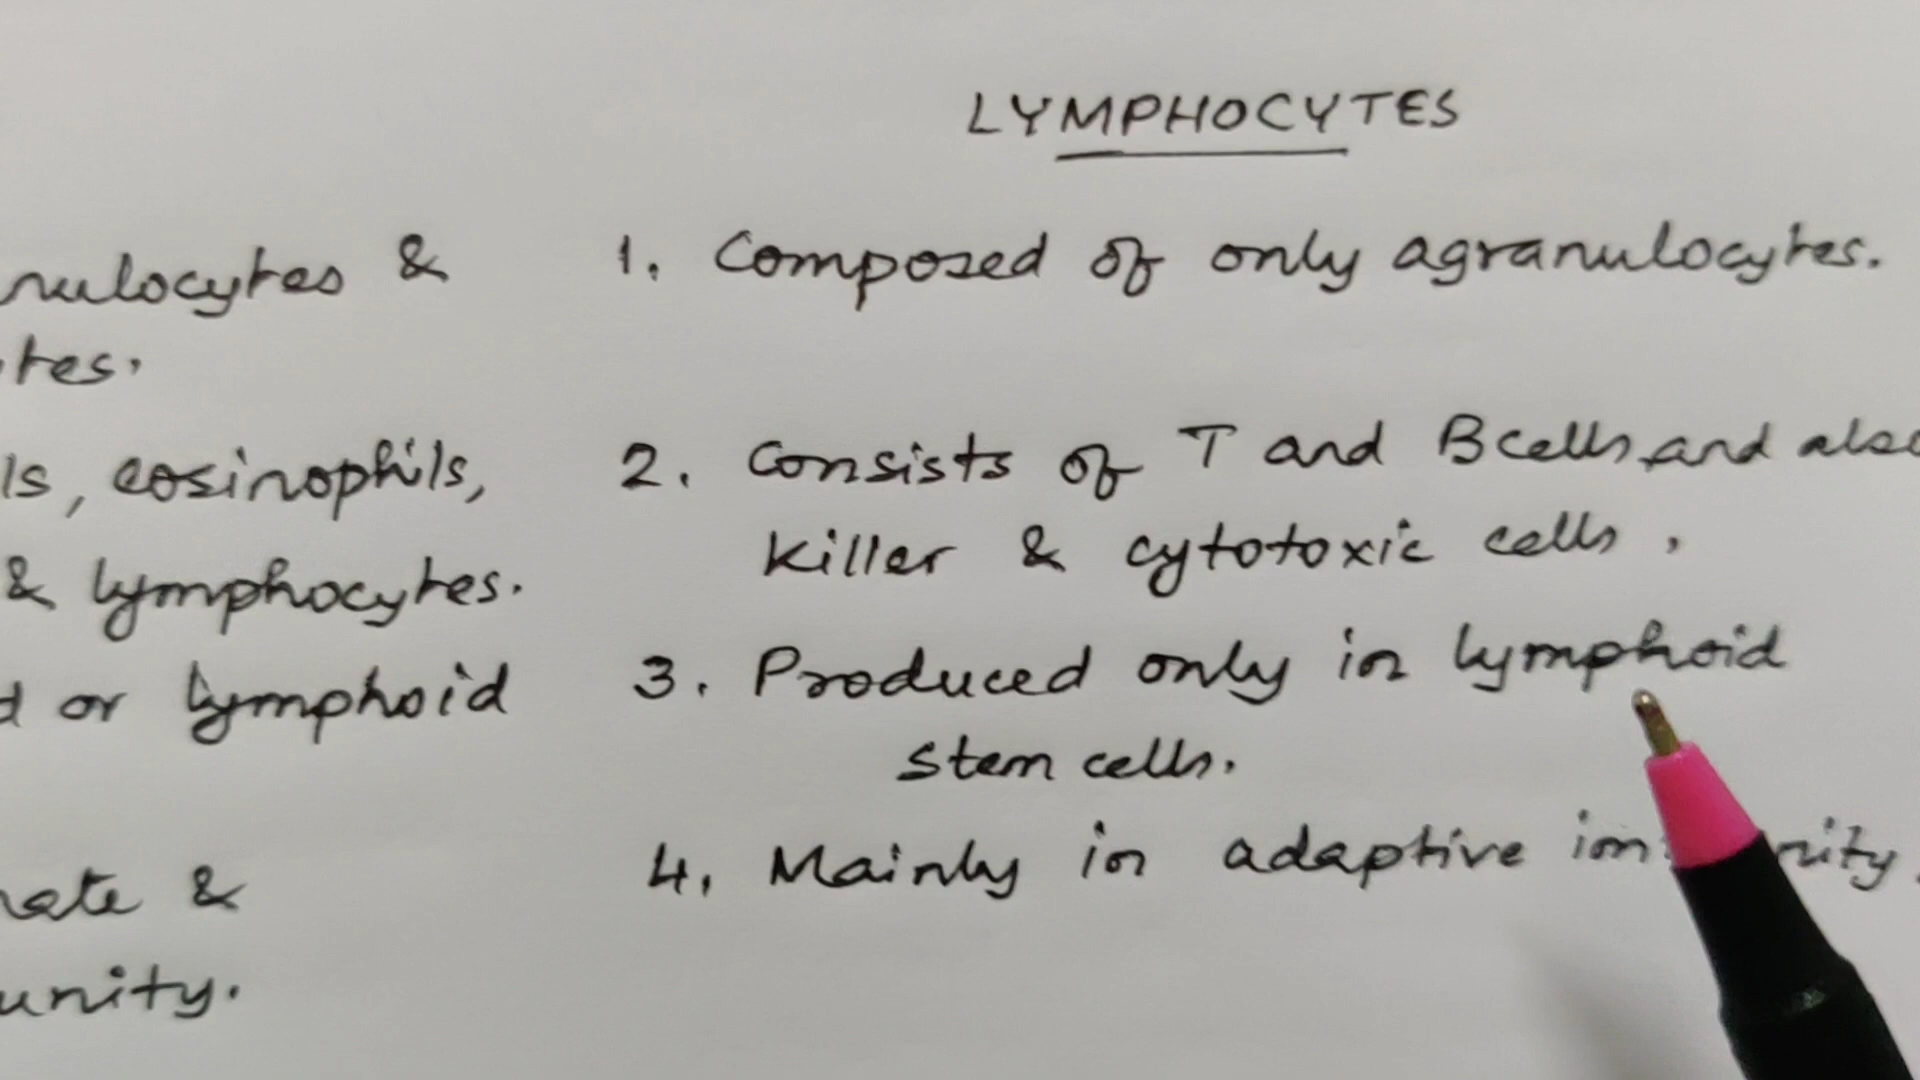 LYMPHOCYTES
nulocytes &
tes.
ls, eosinophils,
& lymphocytes.
d or lymphoid
nate &
unity.
1. Composed of only agranulocytes.
2. Consists of T and B cells and also
killer & cytotoxic cells.
3. Produced only in lymphoid
stem cells.
4. Mainly in adaptive im nity.